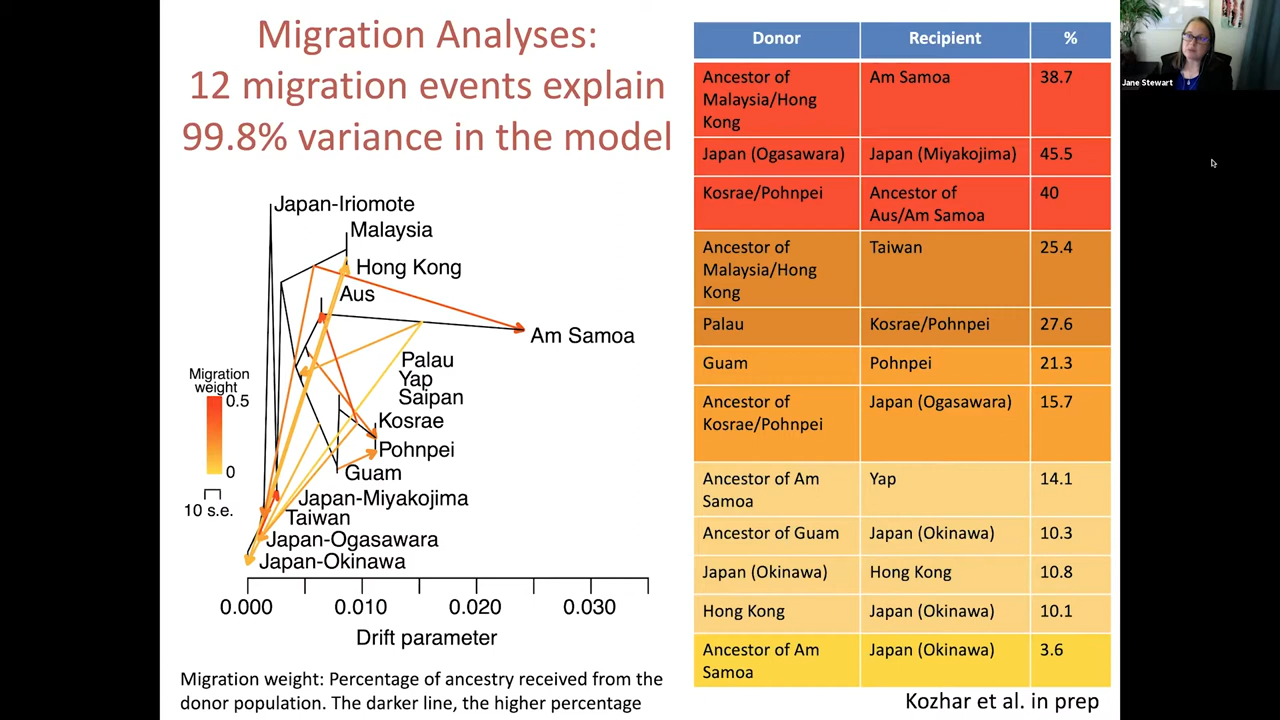 Migration Analyses:
12 migration events explain
99.8% variance in the model
Japan-Iriomote
Malaysia
Hong Kong
Aus
Am Samoa
Palau
Yap
Saipan
Kosrae
Pohnpei
Guam
Japan-Miyakojima
Taiwan
Japan-Ogasawara
Japan-Okinawa
Migration
weight
0.5
0
10 s.e.
0.000 0.010 0.020 0.030
Drift parameter
Migration weight: Percentage of ancestry received from the
donor population. The darker line, the higher percentage
Donor Recipient %
Ancestor of Am Samoa 38.7
Malaysia/Hong
Kong
Japan (Ogasawara) Japan (Miyakojima) 45.5
Kosrae/Pohnpei Ancestor of 40
Aus/Am Samoa
Ancestor of Taiwan 25.4
Malaysia/Hong
Kong
Palau Kosrae/Pohnpei 27.6
Guam Pohnpei 21.3
Ancestor of Japan (Ogasawara) 15.7
Kosrae/Pohnpei
Ancestor of Am Yap 14.1
Samoa
Ancestor of Guam Japan (Okinawa) 10.3
Japan (Okinawa) Hong Kong 10.8
Hong Kong Japan (Okinawa) 10.1
Ancestor of Am Japan (Okinawa) 3.6
Samoa
Kozhar et al. in prep
Jane Stewart